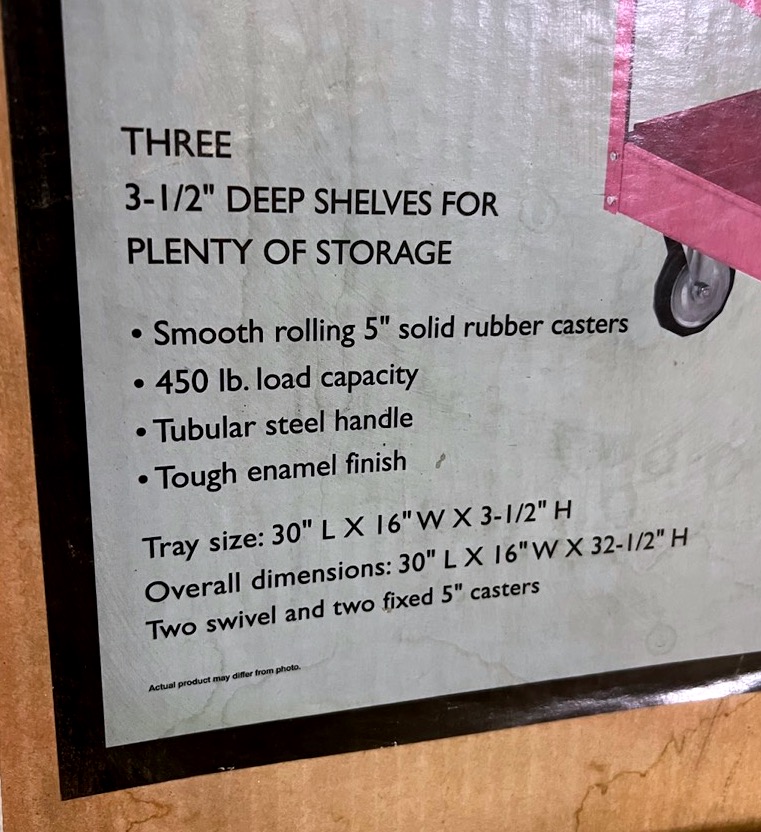 THREE
3-1/2" DEEP SHELVES FOR
PLENTY OF STORAGE
• Smooth rolling 5" solid rubber casters
• 450 lb. load capacity
• Tubular steel handle
• Tough enamel finish
Tray size: 30" L X 16" W X 3-1/2" H
Overall dimensions: 30" L X 16" W X 32-1/2" H
Two swivel and two fixed 5" casters
Actual product may differ from photo.